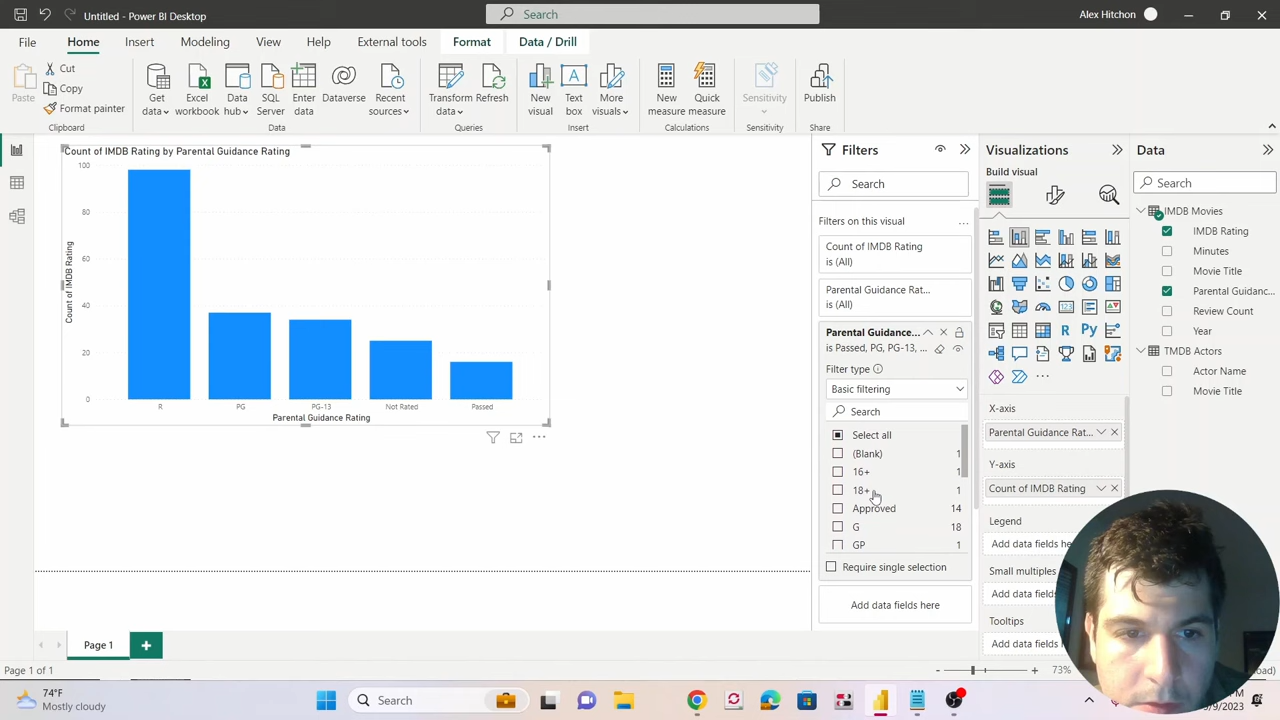 Untitled - Power BI Desktop
Search
Alex Hitchon
File
Home
Insert
Modeling
View
Help
External tools
Format
Data / Drill
Paste
Cut
Copy
Format painter
Clipboard
Get data
Excel workbook
Data hub
SQL Server
Enter data
Dataverse
Recent sources
Data
Transform data
Refresh
Queries
New visual
Text box
More visuals
Insert
New measure
Quick measure
Calculations
Sensitivity
Sensitivity
Publish
Share
Count of IMDB Rating by Parental Guidance Rating
100
80
60
40
20
0
Count of IMDB Rating
R
PG
PG-13
Not Rated
Passed
Parental Guidance Rating
Filters
Search
Filters on this visual
Count of IMDB Rating
is (All)
Parental Guidance Rat...
is (All)
Parental Guidance...
is Passed, PG, PG-13, ...
Filter type
Basic filtering
Search
Select all
(Blank) 1
16+ 1
18+ 1
Approved 14
G 18
GP 1
Require single selection
Add data fields here
Visualizations
Build visual
R
Py
123
X-axis
Parental Guidance Rat...
Y-axis
Count of IMDB Rating
Legend
Add data fields he
Small multiples
Add data fields
Tooltips
Add data fields
Data
Search
IMDB Movies
IMDB Rating
Minutes
Movie Title
Parental Guidanc...
Review Count
Year
TMDB Actors
Actor Name
Movie Title
Page 1
Page 1 of 1
73%
74°F
Mostly cloudy
Search
/9/2023